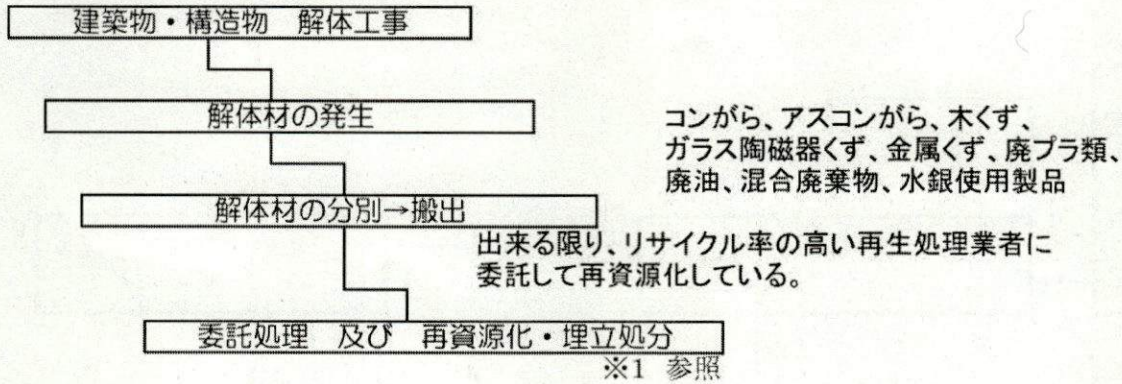 建築物・構造物　解体工事
解体材の発生
コンがら、アスコンがら、木くず、
ガラス陶磁器くず、金属くず、廃プラ類、
廃油、混合廃棄物、水銀使用製品
解体材の分別→搬出
出来る限り、リサイクル率の高い再生処理業者に
委託して再資源化している。
委託処理　及び　再資源化・埋立処分
※1　参照